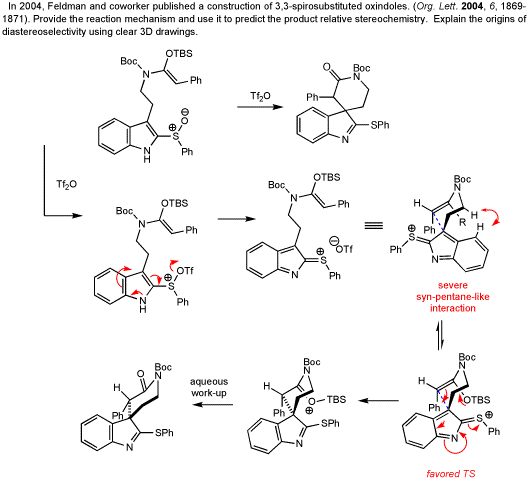 In 2004, Feldman and coworker published a construction of 3,3-spirosubstituted oxindoles. (Org. Lett. 2004, 6, 1869-
1871). Provide the reaction mechanism and use it to predict the product relative stereochemistry. Explain the origins of
diastereoselectivity using clear 3D drawings.
OTBS
BocN
Ph
O
⊖
⊕
S
N
H
Ph
Tf2O
Boc
O
N
Ph
SPh
N
Tf2O
OTBS
BocN
Ph
OTf
⊕
S
N
H
Ph
OTBS
BocN
Ph
⊕
S
N
Ph
⊖
OTf
Boc
N
H
H
R
Ph
H
⊕
S
Ph
N
severe
syn-pentane-like
interaction
Boc
N
H
Ph
OTBS
⊕
S
N
Ph
favored TS
Boc
N
H
Ph
O
TBS
⊕
SPh
N
aqueous
work-up
Boc
O
N
H
Ph
SPh
N